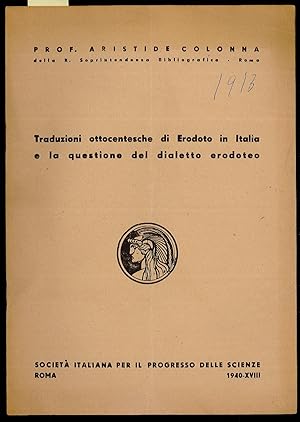 PROF. ARISTIDE COLONNA
della R. Soprintendenza Bibliografica - Roma
1913
Traduzioni ottocentesche di Erodoto in Italia
e la questione del dialetto erodoteo
SOCIETÀ ITALIANA PER IL PROGRESSO DELLE SCIENZE
ROMA 1940-XVIII